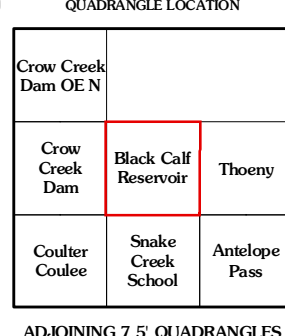 QUADRANGLE LOCATION
Crow Creek
Dam OE N
Crow
Creek
Dam
Black Calf
Reservoir
Thoeny
Coulter
Coulee
Snake
Creek
School
Antelope
Pass
ADJOINING 7.5' QUADRANGLES